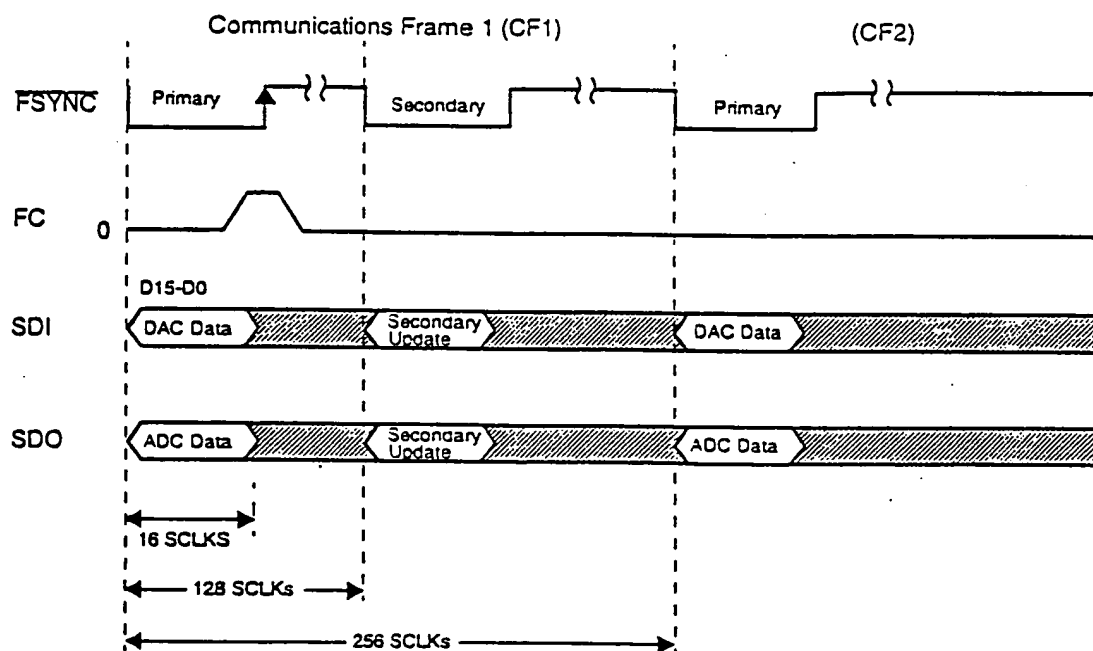 Communications Frame 1 (CF1)
(CF2)
FSYNC
Primary
Secondary
Primary
FC
0
D15-D0
SDI
DAC Data
Secondary
Update
DAC Data
SDO
ADC Data
Secondary
Update
ADC Data
16 SCLKS
128 SCLKs
256 SCLKs